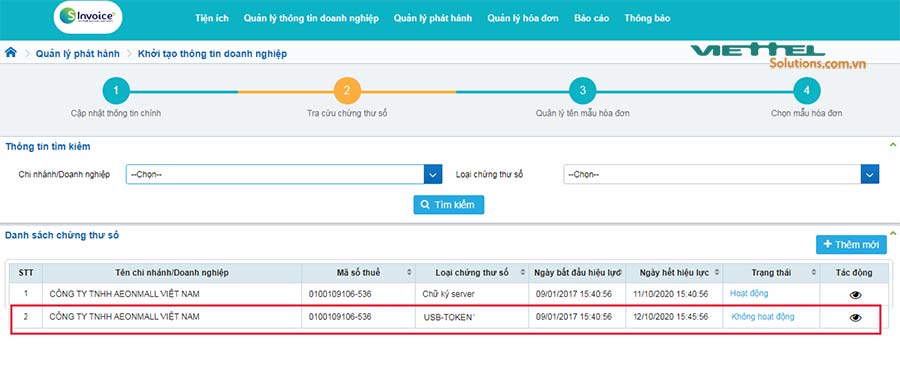 SInvoice
Tiện ích Quản lý thông tin doanh nghiệp Quản lý phát hành Quản lý hóa đơn Báo cáo Thông báo
Quản lý phát hành Khởi tạo thông tin doanh nghiệp
VIETTEL
Solutions.com.vn
1 2 3 4
Cập nhật thông tin chính Tra cứu chứng thư số Quản lý tên mẫu hóa đơn Chọn mẫu hóa đơn
Thông tin tìm kiếm
Chi nhánh/Doanh nghiệp --Chọn-- Loại chứng thư số --Chọn--
Tìm kiếm
Danh sách chứng thư số
+ Thêm mới
STT Tên chi nhánh/Doanh nghiệp Mã số thuế Loại chứng thư số Ngày bắt đầu hiệu lực Ngày hết hiệu lực Trạng thái Tác động
1 CÔNG TY TNHH AEONMALL VIỆT NAM 0100109106-536 Chữ ký server 09/01/2017 15:40:56 11/10/2020 15:40:56 Hoạt động
2 CÔNG TY TNHH AEONMALL VIỆT NAM 0100109106-536 USB-TOKEN' 09/01/2017 15:40:56 12/10/2020 15:45:56 Không hoạt động